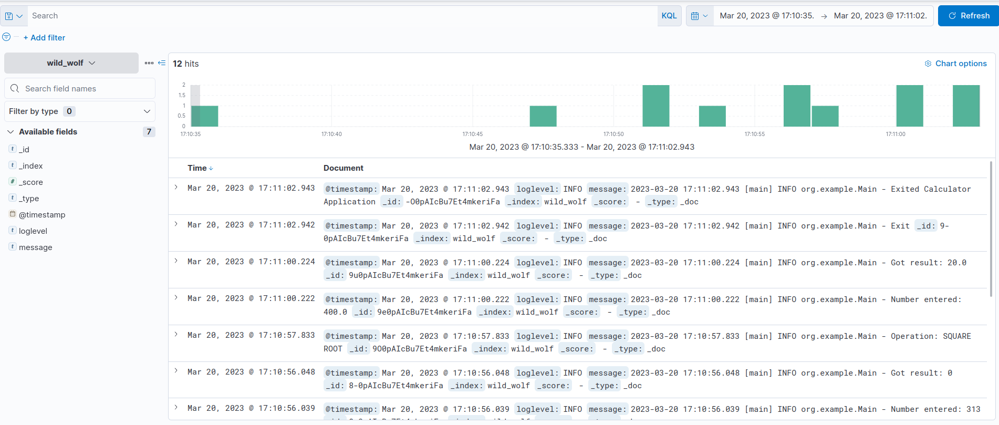 Search KQL Mar 20, 2023 @ 17:10:35. → Mar 20, 2023 @ 17:11:02. Refresh
+ Add filter
wild_wolf
Search field names
Filter by type 0
Available fields 7
_id
_index
_score
_type
@timestamp
loglevel
message
12 hits Chart options
2
1.5
1
0.5
0
17:10:35 17:10:40 17:10:45 17:10:50 17:10:55 17:11:00
Mar 20, 2023 @ 17:10:35.333 - Mar 20, 2023 @ 17:11:02.943
Time ↓ Document
Mar 20, 2023 @ 17:11:02.943 @timestamp: Mar 20, 2023 @ 17:11:02.943 loglevel: INFO message: 2023-03-20 17:11:02.943 [main] INFO org.example.Main - Exited Calculator
Application _id: -O0pAIcBu7Et4mkeriFa _index: wild_wolf _score: - _type: _doc
Mar 20, 2023 @ 17:11:02.942 @timestamp: Mar 20, 2023 @ 17:11:02.942 loglevel: INFO message: 2023-03-20 17:11:02.942 [main] INFO org.example.Main - Exit _id: 9-
0pAIcBu7Et4mkeriFa _index: wild_wolf _score: - _type: _doc
Mar 20, 2023 @ 17:11:00.224 @timestamp: Mar 20, 2023 @ 17:11:00.224 loglevel: INFO message: 2023-03-20 17:11:00.224 [main] INFO org.example.Main - Got result: 20.0
_id: 9u0pAIcBu7Et4mkeriFa _index: wild_wolf _score: - _type: _doc
Mar 20, 2023 @ 17:11:00.222 @timestamp: Mar 20, 2023 @ 17:11:00.222 loglevel: INFO message: 2023-03-20 17:11:00.222 [main] INFO org.example.Main - Number entered:
400.0 _id: 9e0pAIcBu7Et4mkeriFa _index: wild_wolf _score: - _type: _doc
Mar 20, 2023 @ 17:10:57.833 @timestamp: Mar 20, 2023 @ 17:10:57.833 loglevel: INFO message: 2023-03-20 17:10:57.833 [main] INFO org.example.Main - Operation: SQUARE
ROOT _id: 9O0pAIcBu7Et4mkeriFa _index: wild_wolf _score: - _type: _doc
Mar 20, 2023 @ 17:10:56.048 @timestamp: Mar 20, 2023 @ 17:10:56.048 loglevel: INFO message: 2023-03-20 17:10:56.048 [main] INFO org.example.Main - Got result: 0
_id: 8-0pAIcBu7Et4mkeriFa _index: wild_wolf _score: - _type: _doc
Mar 20, 2023 @ 17:10:56.039 @timestamp: Mar 20, 2023 @ 17:10:56.039 loglevel: INFO message: 2023-03-20 17:10:56.039 [main] INFO org.example.Main - Number entered: 313